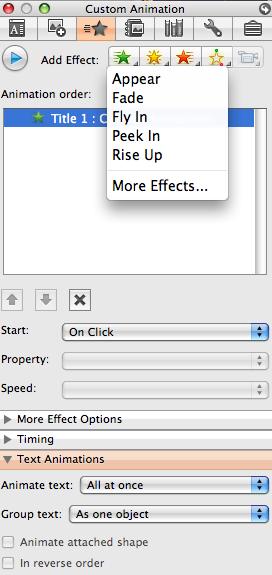 Custom Animation
Add Effect:
Appear
Fade
Fly In
Peek In
Rise Up
More Effects...
Animation order:
Title 1 : C
Start: On Click
Property:
Speed:
More Effect Options
Timing
Text Animations
Animate text: All at once
Group text: As one object
Animate attached shape
In reverse order